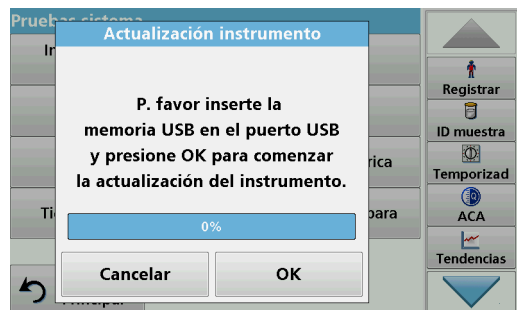 Pruebas sistema
Actualización instrumento
P. favor inserte la
memoria USB en el puerto USB
y presione OK para comenzar
la actualización del instrumento.
0%
Cancelar
OK
Principal
Registrar
ID muestra
Temporizad
ACA
Tendencias